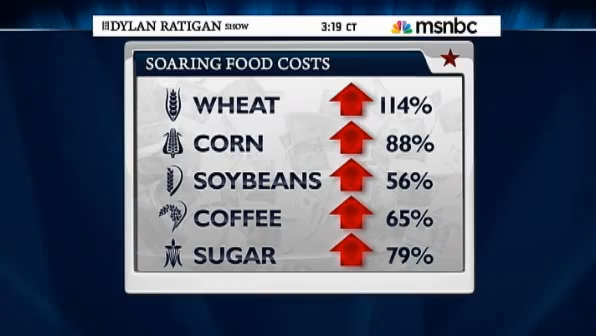 THE DYLAN RATIGAN SHOW 3:19 CT msnbc
SOARING FOOD COSTS
WHEAT 114%
CORN 88%
SOYBEANS 56%
COFFEE 65%
SUGAR 79%